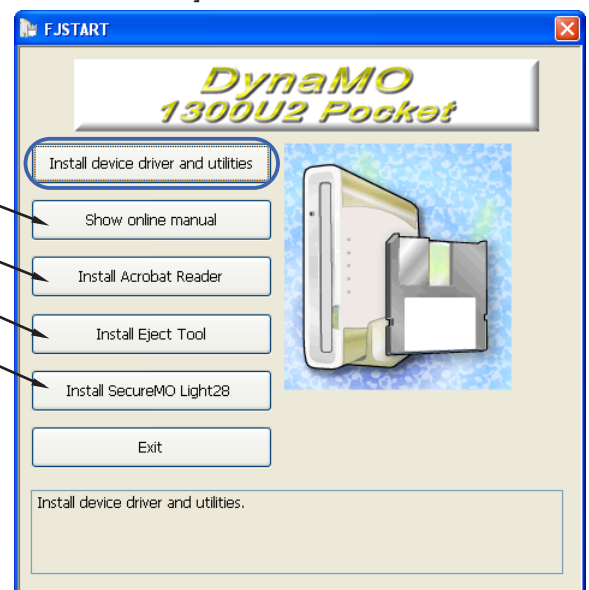 FJSTART
DynaMO
1300U2 Pocket
Install device driver and utilities
Show online manual
Install Acrobat Reader
Install Eject Tool
Install SecureMO Light28
Exit
Install device driver and utilities.